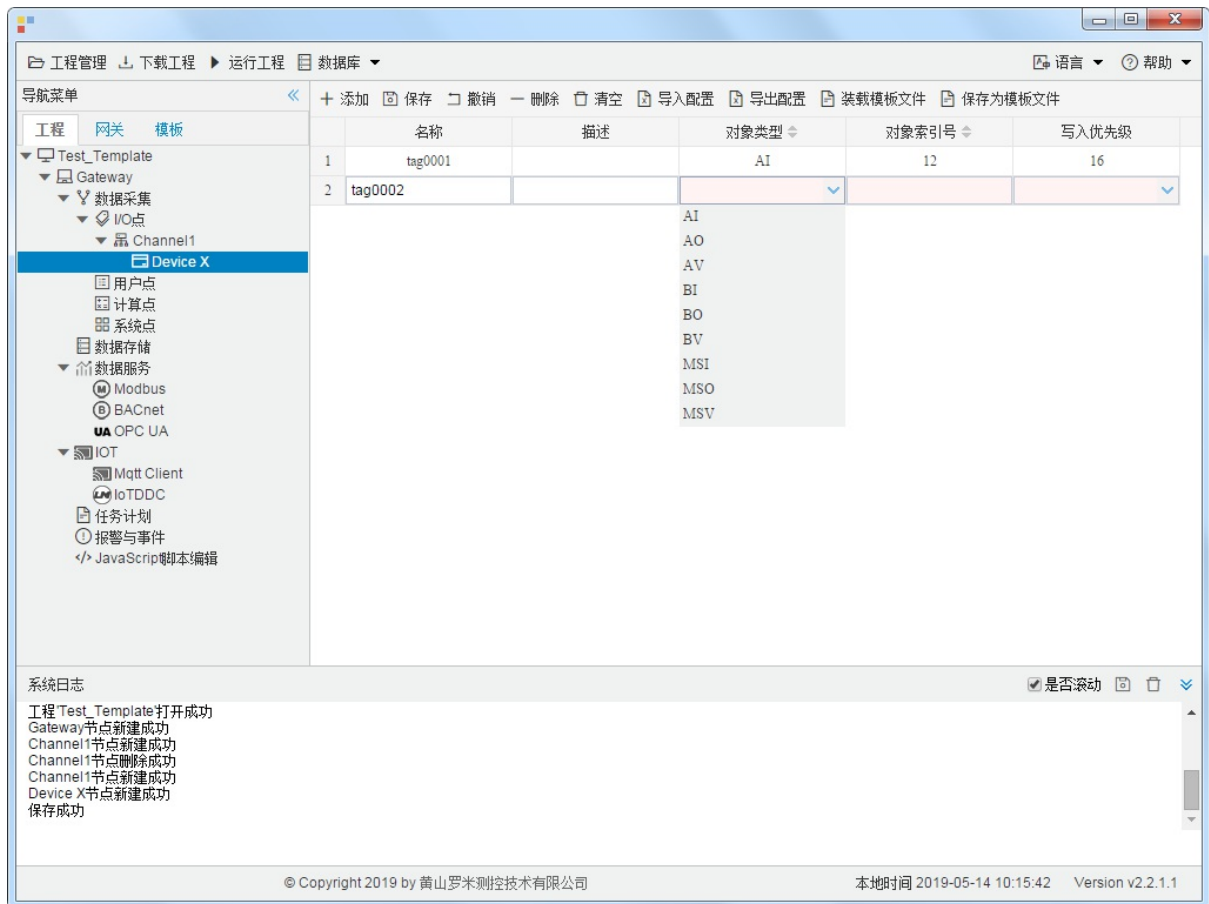 工程管理 下载工程 运行工程 数据库 语言 帮助
导航菜单
添加 保存 撤销 删除 清空 导入配置 导出配置 装载模板文件 保存为模板文件
工程 网关 模板
名称 描述 对象类型 对象索引号 写入优先级
1 tag0001 AI 12 16
2 tag0002
AI
AO
AV
BI
BO
BV
MSI
MSO
MSV
Test_Template
Gateway
数据采集
I/O点
Channel1
Device X
用户点
计算点
系统点
数据存储
数据服务
M Modbus
B BACnet
UA OPC UA
IOT
Mqtt Client
IoTDDC
任务计划
报警与事件
</> JavaScript脚本编辑
系统日志 是否滚动
工程'Test_Template'打开成功
Gateway节点新建成功
Channel1节点新建成功
Channel1节点删除成功
Channel1节点新建成功
Device X节点新建成功
保存成功
© Copyright 2019 by 黄山罗米测控技术有限公司 本地时间 2019-05-14 10:15:42 Version v2.2.1.1